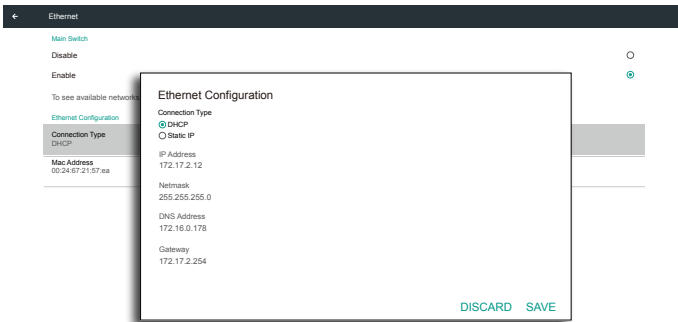 Ethernet
Main Switch
Disable
Enable
To see available networks
Ethernet Configuration
Connection Type
DHCP
Mac Address
00:24:67:21:57:ea
Ethernet Configuration
Connection Type
DHCP
Static IP
IP Address
172.17.2.12
Netmask
255.255.255.0
DNS Address
172.16.0.178
Gateway
172.17.2.254
DISCARD SAVE